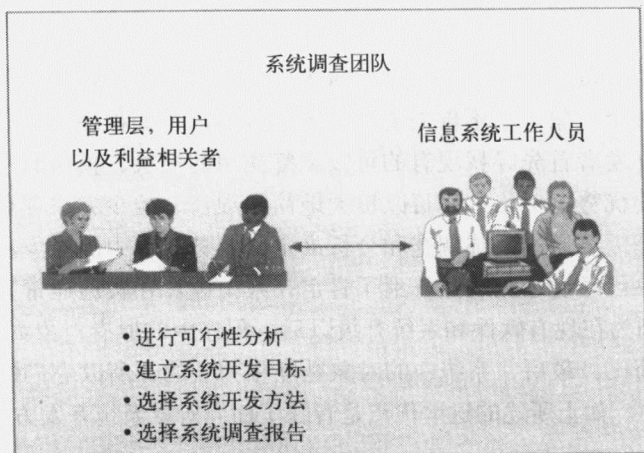 系统调查团队
管理层，用户
以及利益相关者
信息系统工作人员
•进行可行性分析
•建立系统开发目标
•选择系统开发方法
•选择系统调查报告